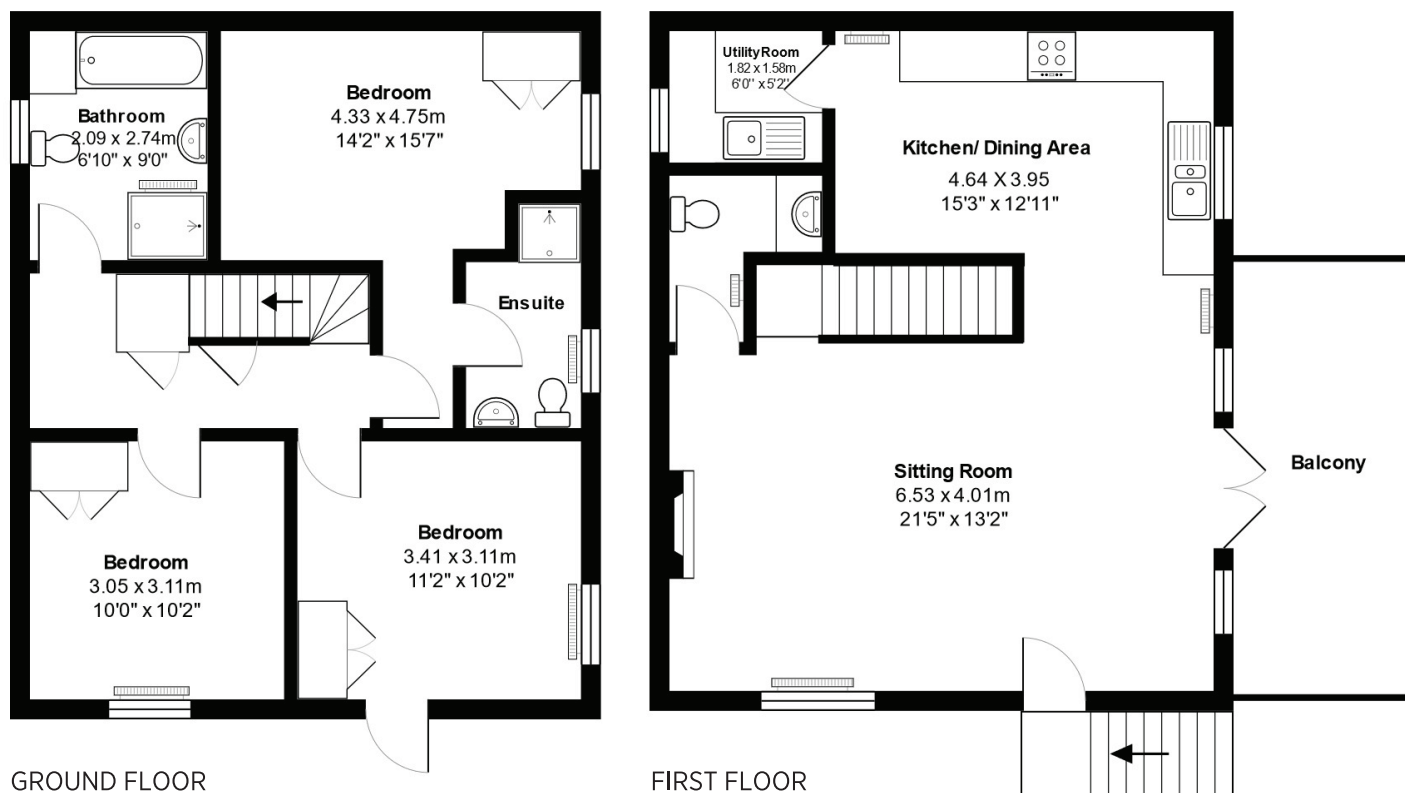 Bathroom
2.09 x 2.74m
6'10" x 9'0"
Bedroom
4.33 x 4.75m
14'2" x 15'7"
Ensuite
Bedroom
3.05 x 3.11m
10'0" x 10'2"
Bedroom
3.41 x 3.11m
11'2" x 10'2"
GROUND FLOOR
Utility Room
1.82 x 1.58m
6'0'' x 5'2''
Kitchen/ Dining Area
4.64 X 3.95
15'3" x 12'11"
Sitting Room
6.53 x 4.01m
21'5" x 13'2"
Balcony
FIRST FLOOR